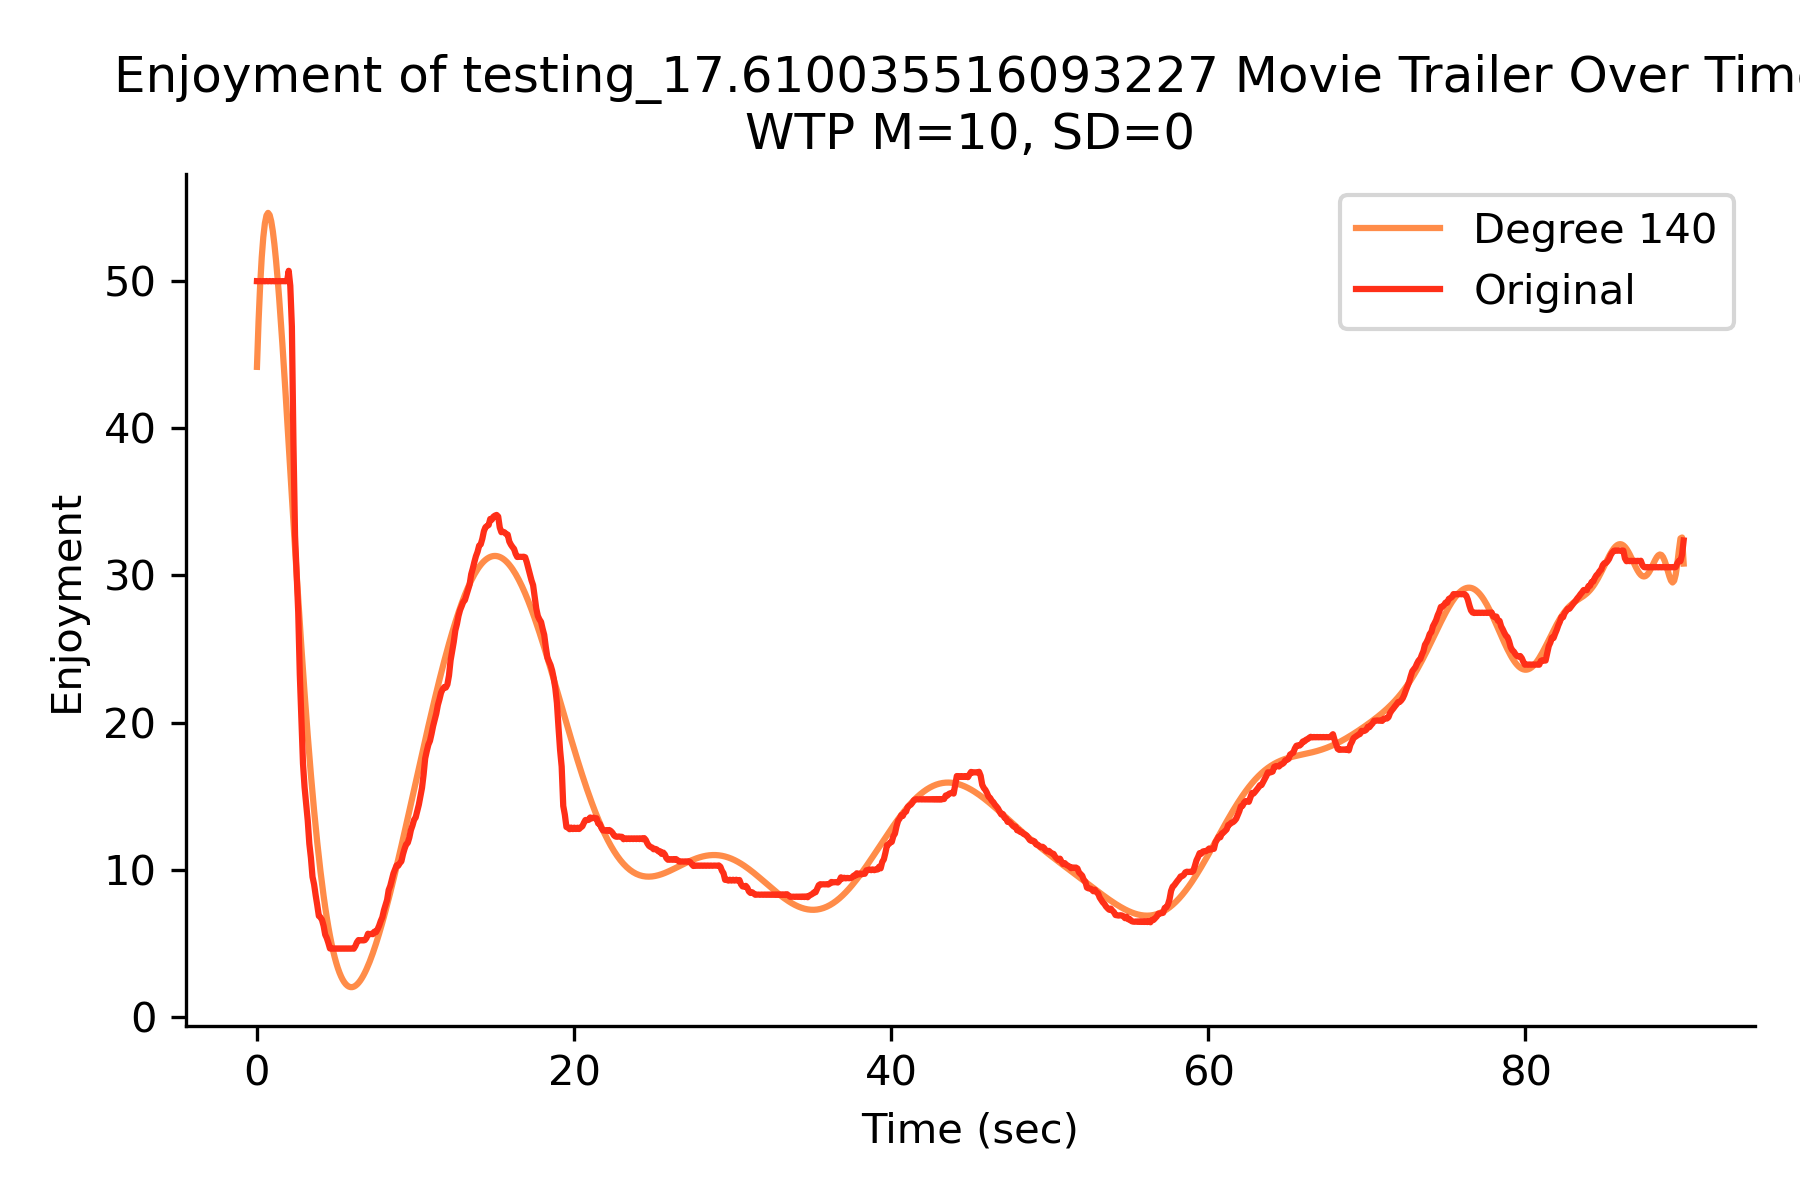 Enjoyment of testing_17.610035516093227 Movie Trailer Over Tim
WTP M=10, SD=0
Degree 140
Original
50
40
30
20
10
0
Enjoyment
0 20 40 60 80
Time (sec)